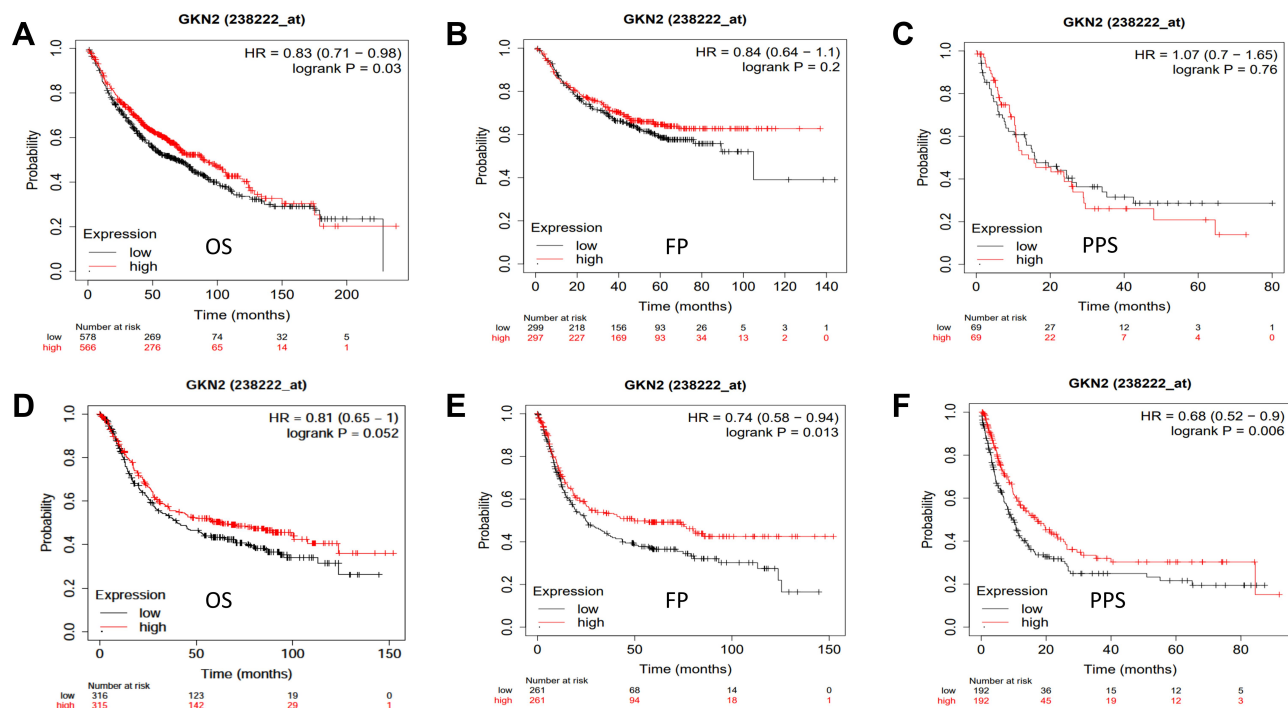 A
GKN2 (238222_at)
HR = 0.83 (0.71 − 0.98)
logrank P = 0.03
Probability
1.0
0.8
0.6
0.4
0.2
0.0
Expression
low
high
OS
0 50 100 150 200
Time (months)
Number at risk
low 578 269 74 32 5
high 566 276 65 14 1
B
GKN2 (238222_at)
HR = 0.84 (0.64 − 1.1)
logrank P = 0.2
Probability
1.0
0.8
0.6
0.4
0.2
0.0
Expression
low
high
FP
0 20 40 60 80 100 120 140
Time (months)
Number at risk
low 299 218 156 93 26 5 3 1
high 297 227 169 93 34 13 2 0
C
GKN2 (238222_at)
HR = 1.07 (0.7 − 1.65)
logrank P = 0.76
Probability
1.0
0.8
0.6
0.4
0.2
0.0
Expression
low
high
PPS
0 20 40 60 80
Time (months)
Number at risk
low 69 27 12 3 1
high 69 22 7 4 0
D
GKN2 (238222_at)
HR = 0.81 (0.65 − 1)
logrank P = 0.052
Probability
1.0
0.8
0.6
0.4
0.2
0.0
Expression
low
high
OS
0 50 100 150
Time (months)
Number at risk
low 316 123 19 0
high 315 142 29 1
E
GKN2 (238222_at)
HR = 0.74 (0.58 − 0.94)
logrank P = 0.013
Probability
1.0
0.8
0.6
0.4
0.2
0.0
Expression
low
high
FP
0 50 100 150
Time (months)
Number at risk
low 261 68 14 0
high 261 94 18 1
F
GKN2 (238222_at)
HR = 0.68 (0.52 − 0.9)
logrank P = 0.006
Probability
1.0
0.8
0.6
0.4
0.2
0.0
Expression
low
high
PPS
0 20 40 60 80
Time (months)
Number at risk
low 192 36 15 12 5
high 192 45 19 12 3